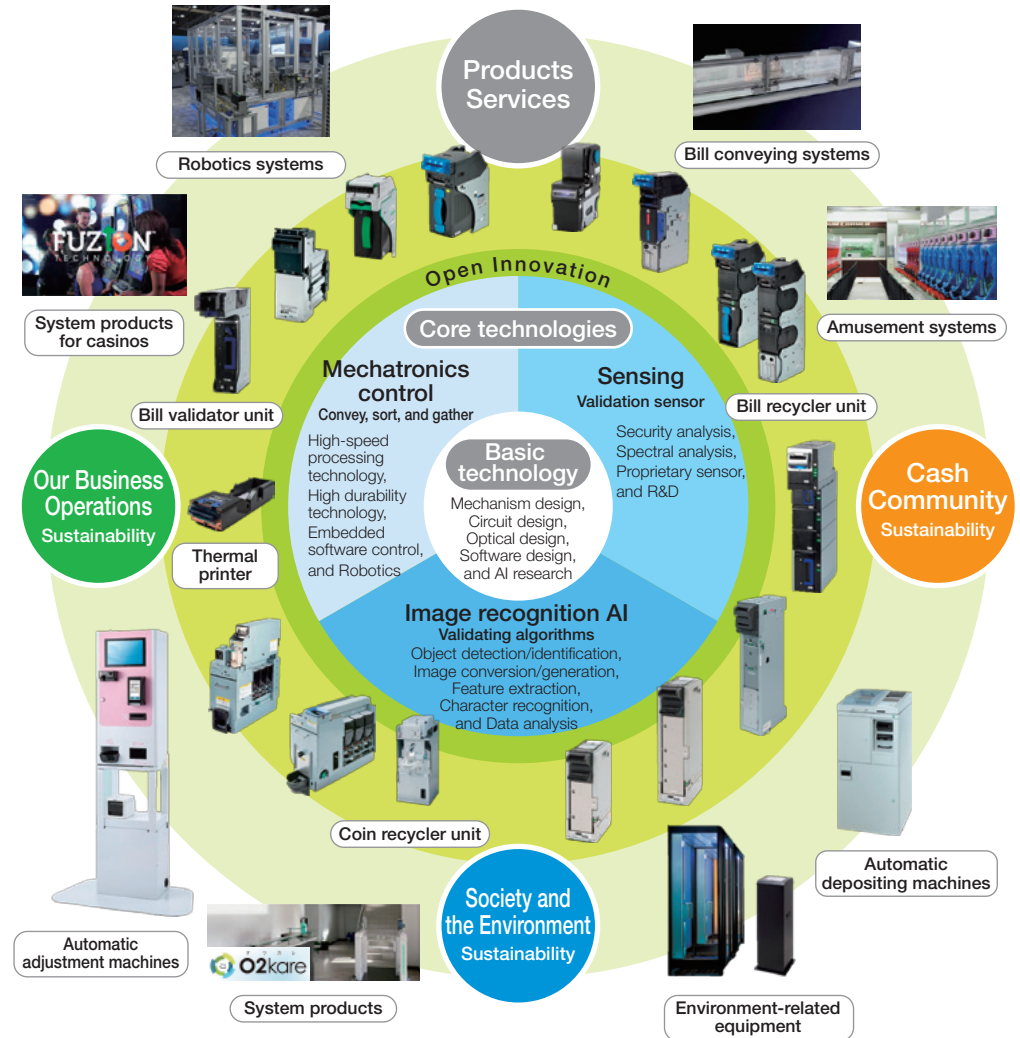 Products
Services
Robotics systems
Bill conveying systems
FUZION
TECHNOLOGY
System products
for casinos
Amusement systems
Open Innovation
Core technologies
Mechatronics
control
Convey, sort, and gather
High-speed
processing
technology,
High durability
technology,
Embedded
software control,
and Robotics
Sensing
Validation sensor
Security analysis,
Spectral analysis,
Proprietary sensor,
and R&D
Bill validator unit
Bill recycler unit
Basic
technology
Mechanism design,
Circuit design,
Optical design,
Software design,
and AI research
Our Business
Operations
Sustainability
Cash
Community
Sustainability
Thermal
printer
Image recognition AI
Validating algorithms
Object detection/identification,
Image conversion/generation,
Feature extraction,
Character recognition,
and Data analysis
Coin recycler unit
Automatic
depositing machines
Society and
the Environment
Sustainability
Automatic
adjustment machines
オツカレ
O2kare
System products
Environment-related
equipment